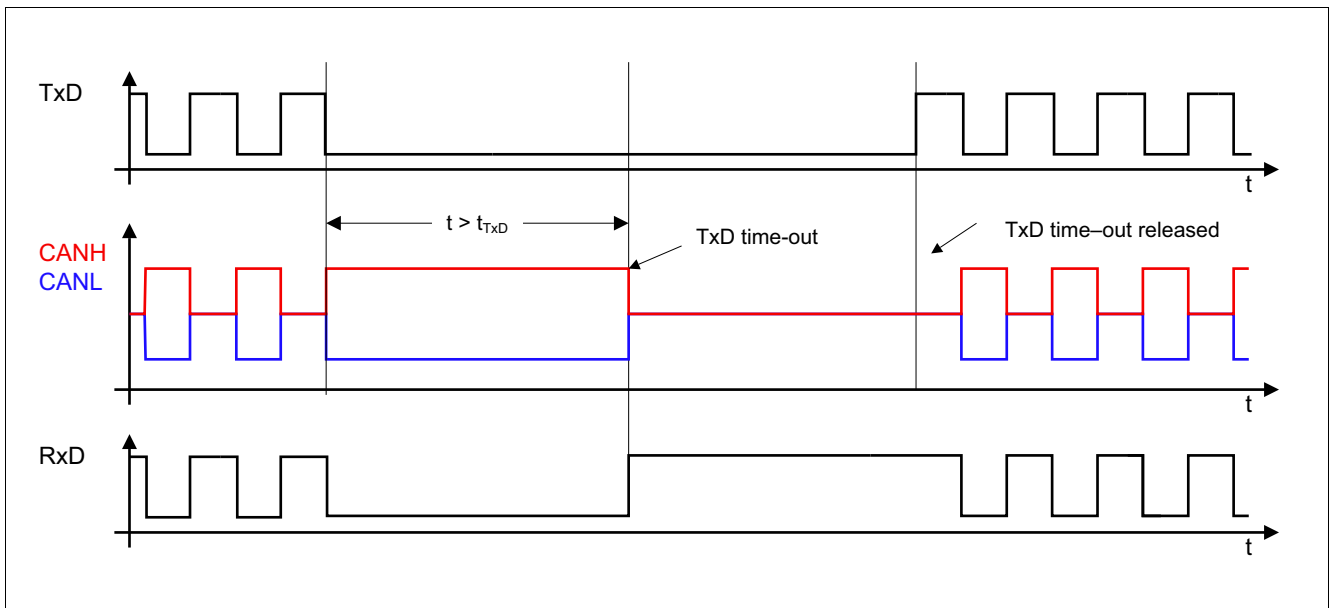 TxD
t
t > tTxD
TxD time-out
TxD time–out released
CANH
CANL
t
RxD
t